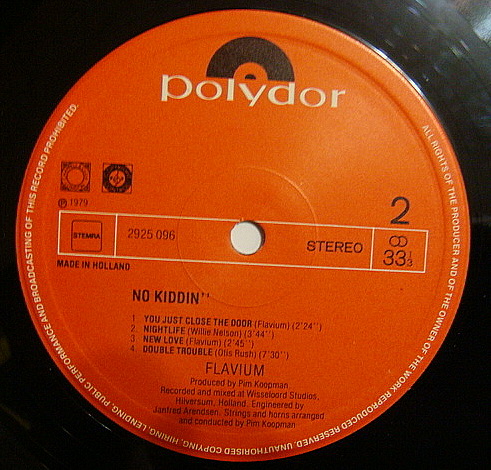 polydor
ALL RIGHTS OF THE PRODUCER AND OF THE OWNER OF THE WORK REPRODUCED RESERVED. UNAUTHORISED COPYING, HIRING, LENDING, PUBLIC PERFORMANCE AND BROADCASTING OF THIS RECORD PROHIBITED.
℗ 1979
2
STEMRA
2925 096
STEREO
33⅓
MADE IN HOLLAND
NO KIDDIN''
1 YOU JUST CLOSE THE DOOR (Flavium) (2'24'')
2. NIGHTLIFE (Willie Nelson) (3'44'')
3 NEW LOVE (Flavium) (2'45'')
4. DOUBLE TROUBLE (Otis Rush) (7'30'')
FLAVIUM
Produced by Pim Koopman.
Recorded and mixed at Wisseloord Studios,
Hilversum, Holland. Engineered by
Janfred Arendsen. Strings and horns arranged
and conducted by Pim Koopman